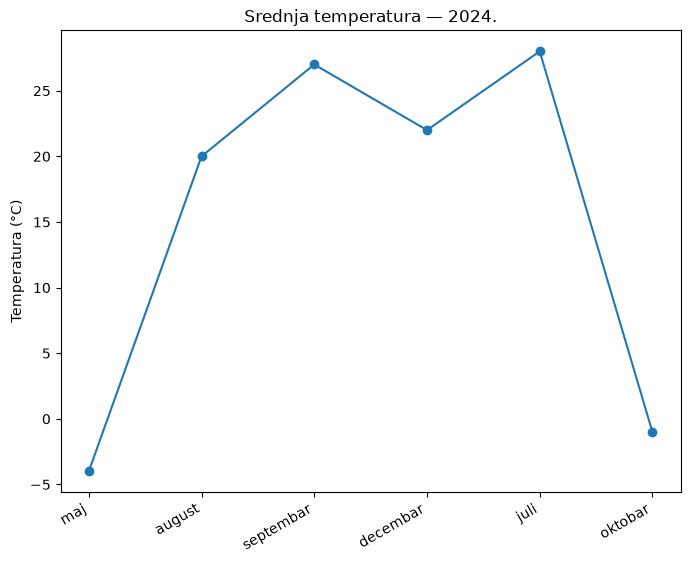 Srednja temperatura — 2024.
Temperatura (°C)
25
20
15
10
5
0
−5
maj
august
septembar
decembar
juli
oktobar